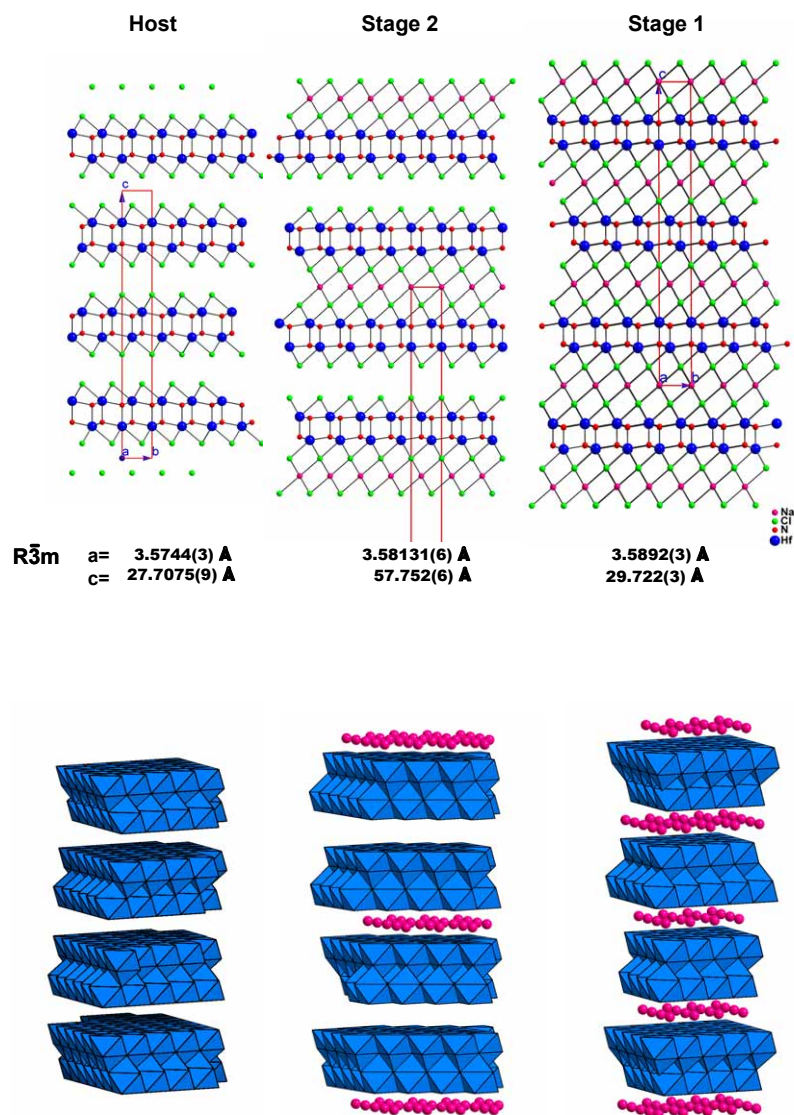 Host Stage 2 Stage 1
c
c
a b
a b
Na
Cl
N
Hf
R3̄m a= 3.5744(3) Å 3.58131(6) Å 3.5892(3) Å
c= 27.7075(9) Å 57.752(6) Å 29.722(3) Å